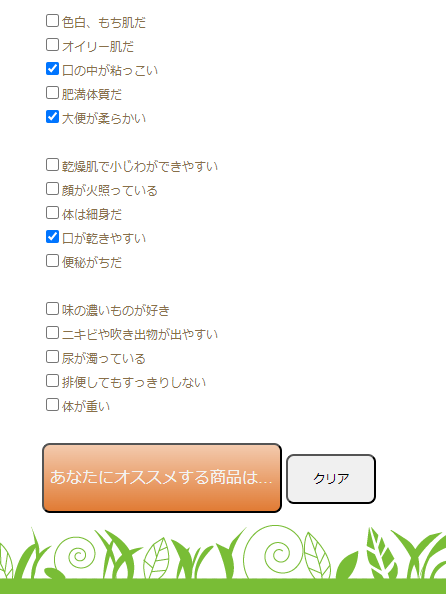 色白、もち肌だ
オイリー肌だ
口の中が粘っこい
肥満体質だ
大便が柔らかい
乾燥肌で小じわができやすい
顔が火照っている
体は細身だ
口が乾きやすい
便秘がちだ
味の濃いものが好き
ニキビや吹き出物が出やすい
尿が濁っている
排便してもすっきりしない
体が重い
あなたにオススメする商品は... クリア